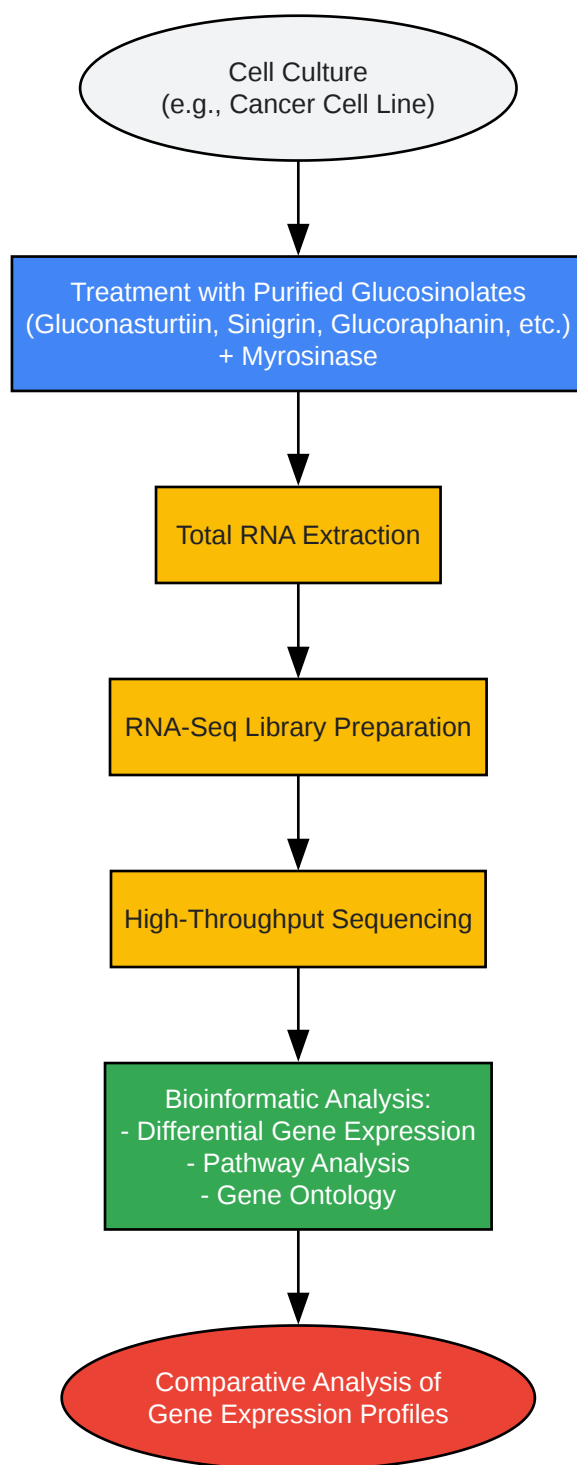 Cell Culture
(e.g., Cancer Cell Line)
Treatment with Purified Glucosinolates
(Gluconasturtiin, Sinigrin, Glucoraphanin, etc.)
+ Myrosinase
Total RNA Extraction
RNA-Seq Library Preparation
High-Throughput Sequencing
Bioinformatic Analysis:
- Differential Gene Expression
- Pathway Analysis
- Gene Ontology
Comparative Analysis of
Gene Expression Profiles